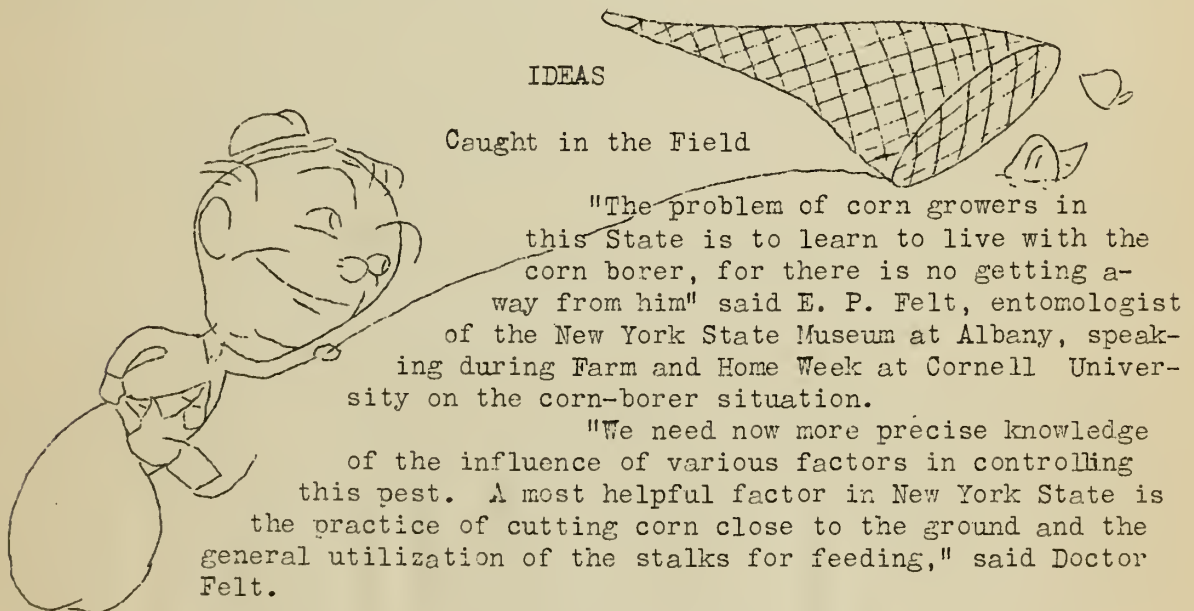 IDEAS
Caught in the Field
"The problem of corn growers in
this State is to learn to live with the
corn borer, for there is no getting a-
way from him" said E. P. Felt, entomologist
of the New York State Museum at Albany, speak-
ing during Farm and Home Week at Cornell Univer-
sity on the corn-borer situation.
"We need now more precise knowledge
of the influence of various factors in controlling
this pest. A most helpful factor in New York State is
the practice of cutting corn close to the ground and the
general utilization of the stalks for feeding," said Doctor
Felt.